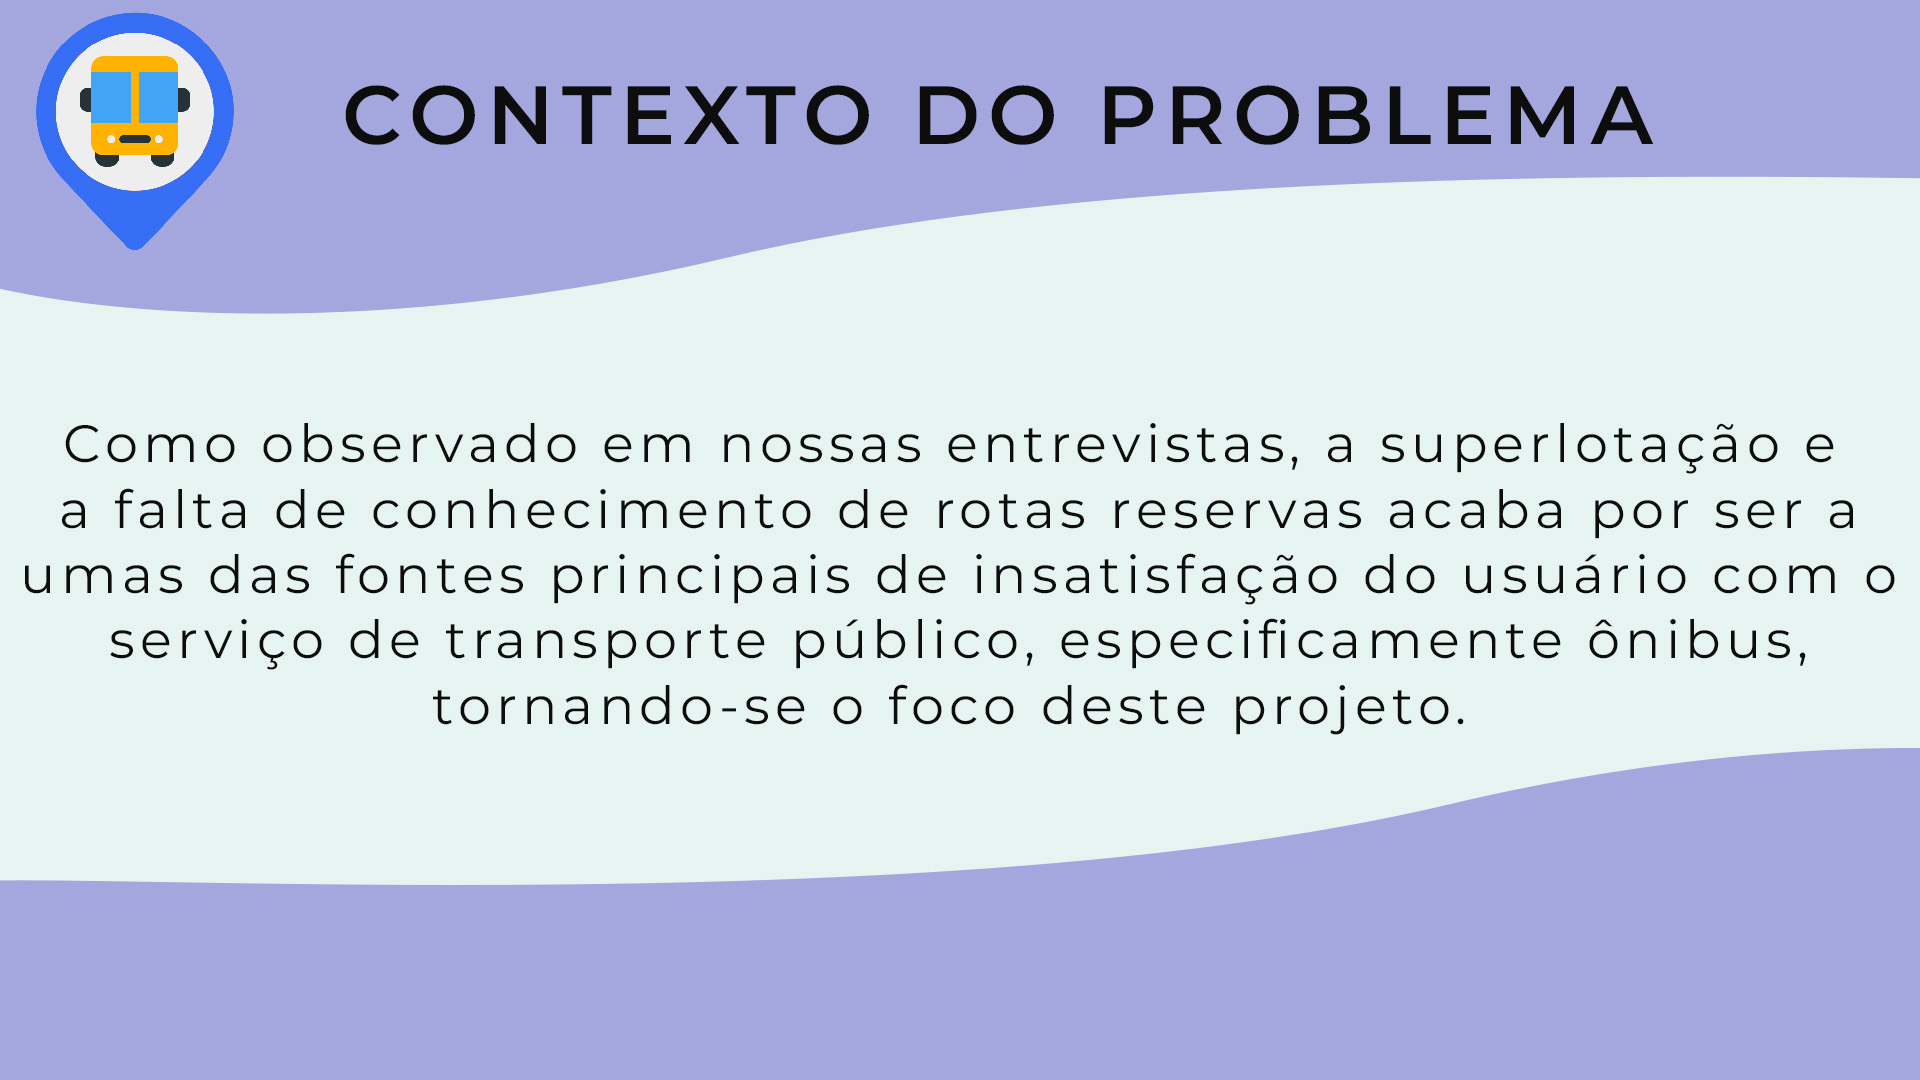 CONTEXTO DO PROBLEMA
Como observado em nossas entrevistas, a superlotação e
a falta de conhecimento de rotas reservas acaba por ser a
umas das fontes principais de insatisfação do usuário com o
serviço de transporte público, especificamente ônibus,
tornando-se o foco deste projeto.